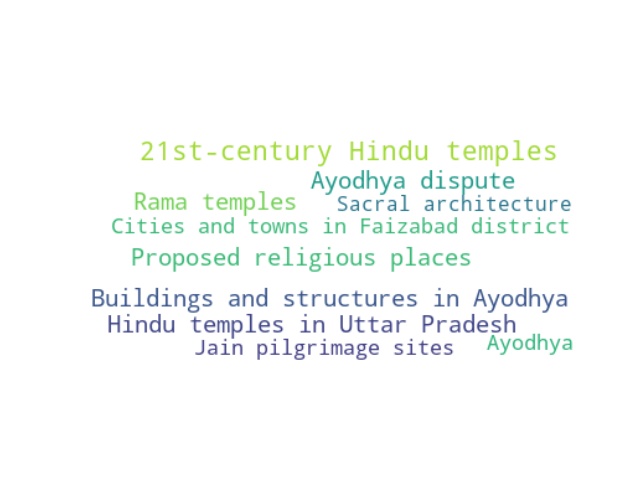 21st-century Hindu temples
Ayodhya dispute
Rama temples
Sacral architecture
Cities and towns in Faizabad district
Proposed religious places
Buildings and structures in Ayodhya
Hindu temples in Uttar Pradesh
Jain pilgrimage sites
Ayodhya